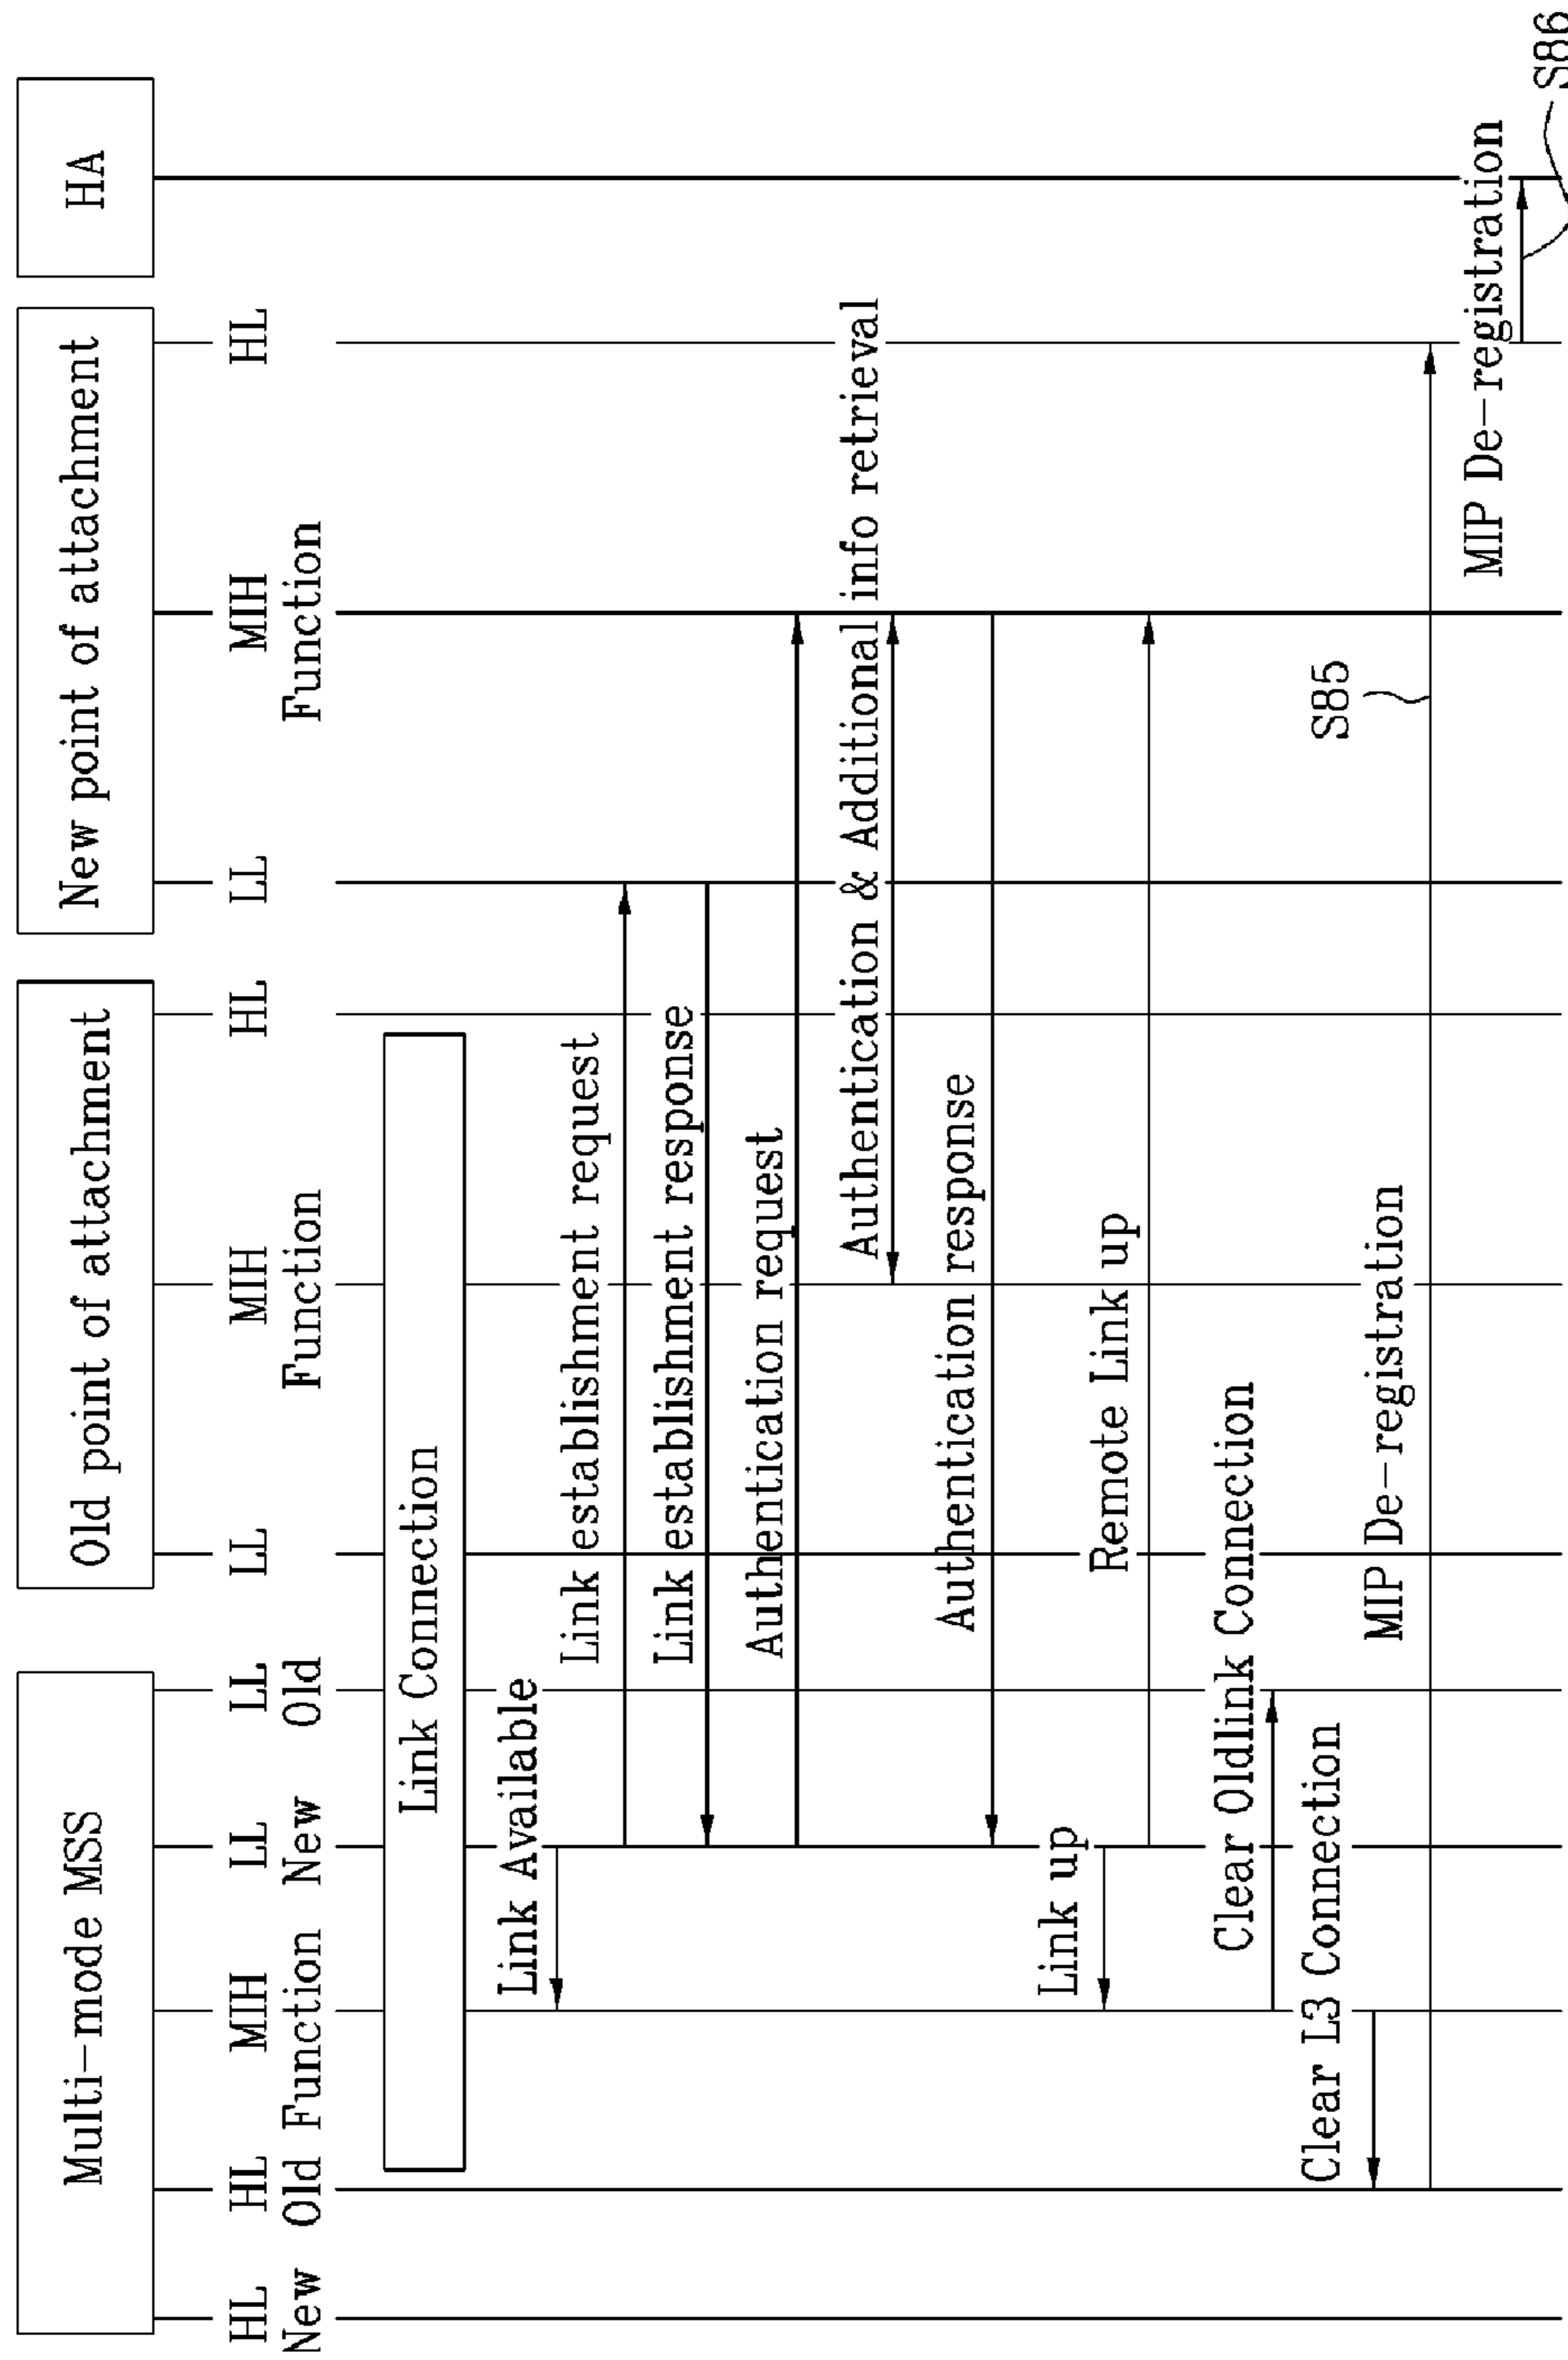 Multi-mode MSS
Old point of attachment
New point of attachment
HA
HL HL MIH LL LL LL MIH HL LL MIH HL
New Old Function New Old Function Function
Link Connection
Link Available
Link establishment request
Link establishment response
Authentication request
Authentication & Additional info retrieval
Authentication response
Link up
Remote Link up
Clear Oldlink Connection
Clear L3 Connection
S85
MIP De-registration
MIP De-registration
S86